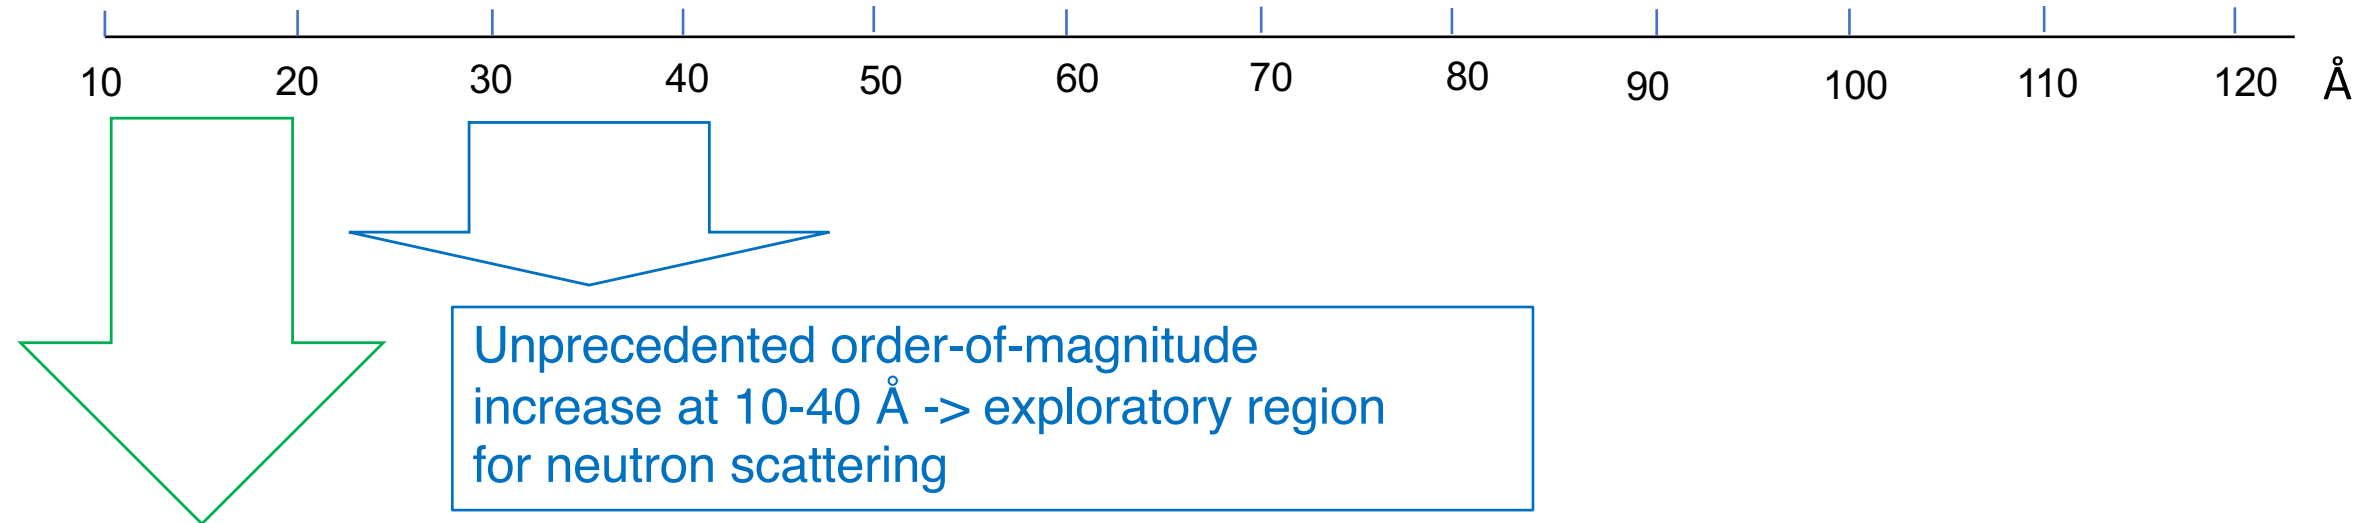 10 20 30 40 50 60 70 80 90 100 110 120 Å
Unprecedented order-of-magnitude
increase at 10-40 Å -> exploratory region
for neutron scattering